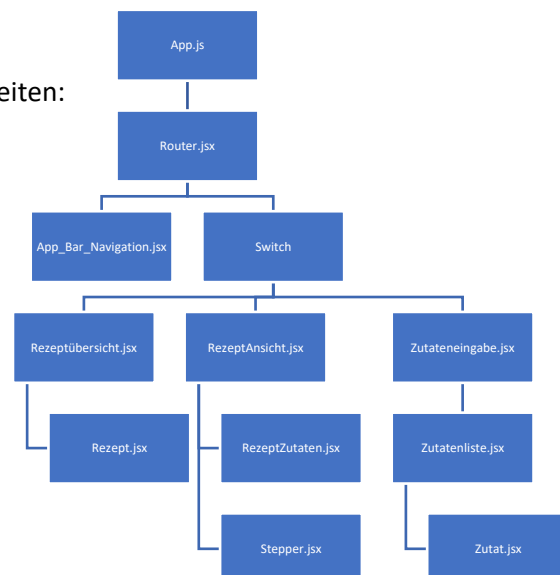 App.js
eiten:
Router.jsx
App_Bar_Navigation.jsx
Switch
Rezeptübersicht.jsx
RezeptAnsicht.jsx
Zutateneingabe.jsx
Rezept.jsx
RezeptZutaten.jsx
Zutatenliste.jsx
Stepper.jsx
Zutat.jsx